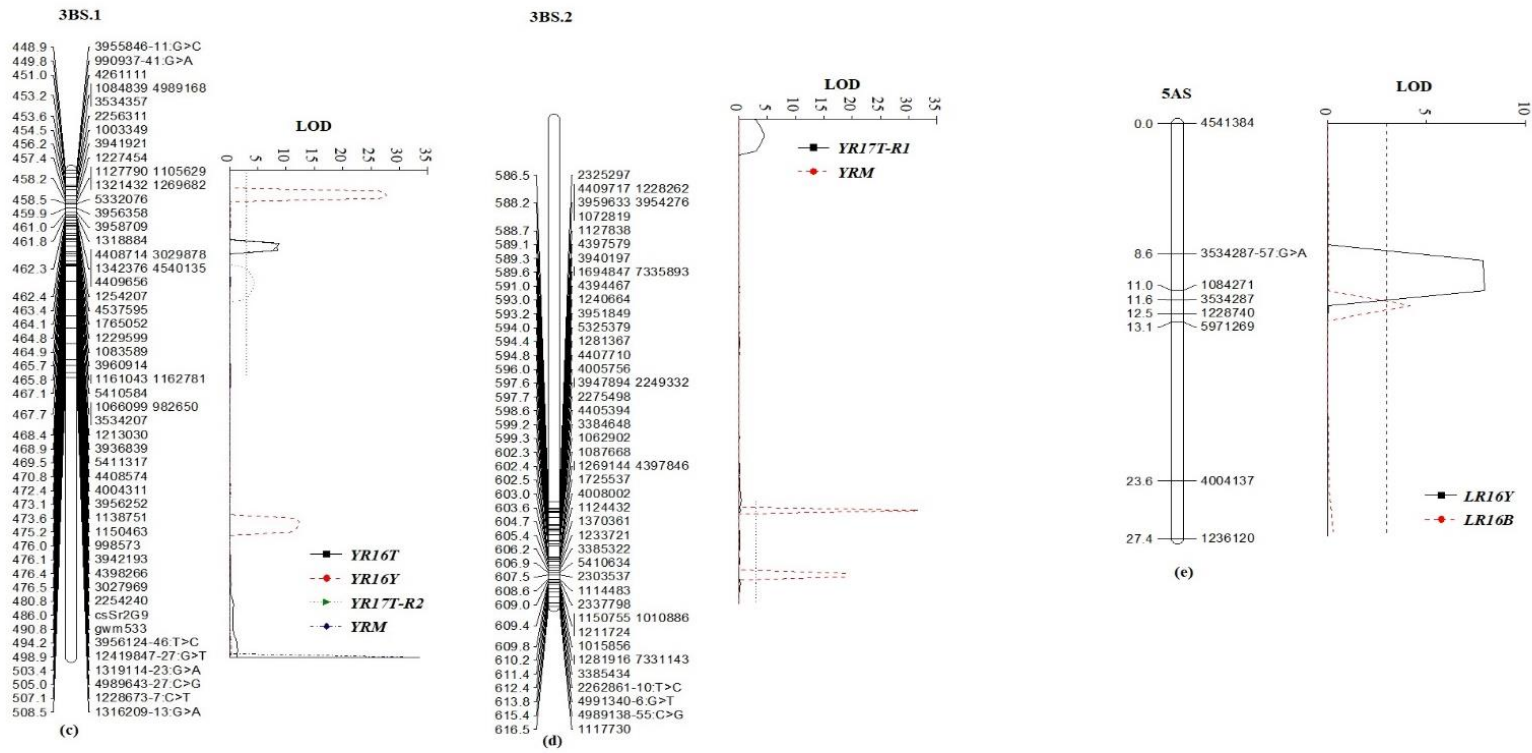 3BS.1
448.9 3955846-11:G>C
449.8 990937-41:G>A
451.0 4261111
1084839 4989168
453.2 3534357
453.6 2256311
454.5 1003349
456.2 3941921
457.4 1227454
1127790 1105629
458.2 1321432 1269682
458.5 5332076
459.9 3956358
461.0 3958709
461.8 1318884
4408714 3029878
462.3 1342376 4540135
4409656
462.4 1254207
463.4 4537595
464.1 1765052
464.8 1229599
464.9 1083589
465.7 3960914
465.8 1161043 1162781
467.1 5410584
467.7 1066099 982650
3534207
468.4 1213030
468.9 3936839
469.5 5411317
470.8 4408574
472.4 4004311
473.1 3956252
473.6 1138751
475.2 1150463
476.0 998573
476.1 3942193
476.4 4398266
476.5 3027969
480.8 2254240
486.0 csSr2G9
490.8 gwm533
494.2 3956124-46:T>C
498.9 12419847-27:G>T
503.4 1319114-23:G>A
505.0 4989643-27:C>G
507.1 1228673-7:C>T
508.5 1316209-13:G>A
LOD
0 5 10 15 20 25 30 35
YR16T
YR16Y
YR17T-R2
YRM
(c)
3BS.2
586.5 2325297
4409717 1228262
588.2 3959633 3954276
1072819
588.7 1127838
589.1 4397579
589.3 3940197
589.6 1694847 7335893
591.0 4394467
593.0 1240664
593.2 3951849
594.0 5325379
594.4 1281367
594.8 4407710
596.0 4005756
597.6 3947894 2249332
597.7 2275498
598.6 4405394
599.2 3384648
599.3 1062902
602.3 1087668
602.4 1269144 4397846
602.5 1725537
603.0 4008002
603.6 1124432
604.7 1370361
605.4 1233721
606.2 3385322
606.9 5410634
607.5 2303537
608.6 1114483
609.0 2337798
609.4 1150755 1010886
1211724
609.8 1015856
610.2 1281916 7331143
611.4 3385434
612.4 2262861-10:T>C
613.8 4991340-6:G>T
615.4 4989138-55:C>G
616.5 1117730
LOD
0 5 10 15 20 25 30 35
YR17T-R1
YRM
(d)
5AS
0.0 4541384
8.6 3534287-57:G>A
11.0 1084271
11.6 3534287
12.5 1228740
13.1 5971269
23.6 4004137
27.4 1236120
LOD
0 5 10
LR16Y
LR16B
(e)